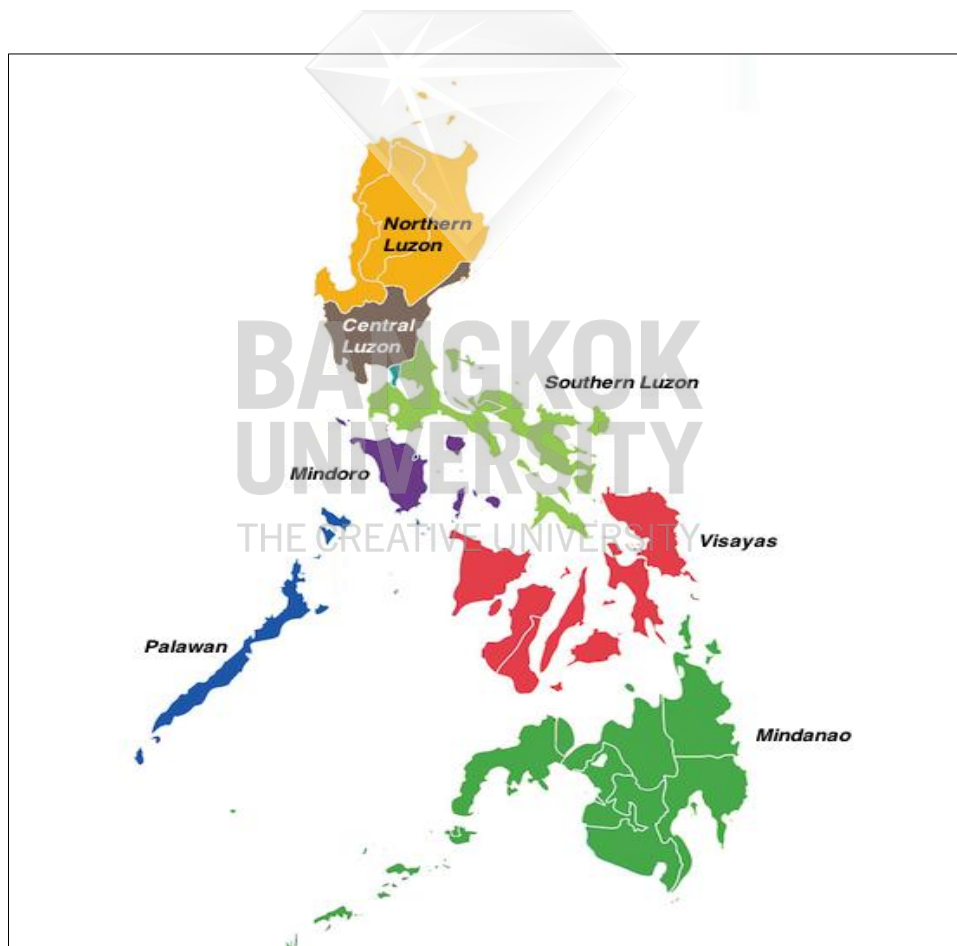 Northern
Luzon
Central
Luzon
Southern Luzon
BANGKOK
UNIVERSITY
Mindoro
THE CREATIVE UNIVERSITY
Visayas
Palawan
Mindanao